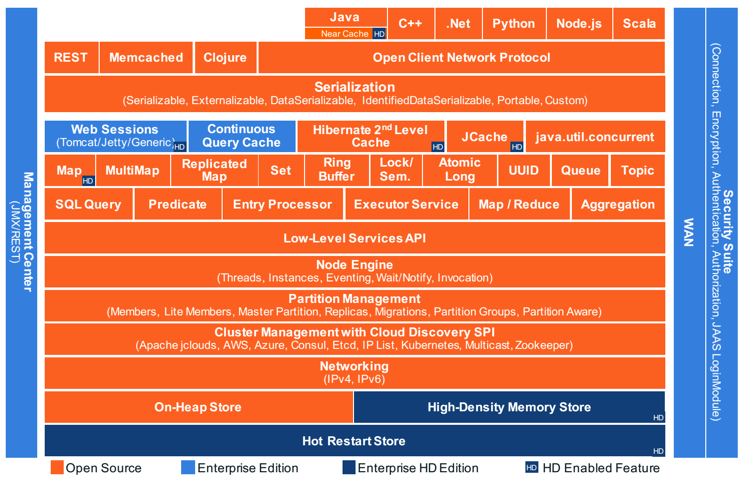 Java
Near Cache HD
C++
.Net
Python
Node.js
Scala
REST
Memcached
Clojure
Open Client Network Protocol
Serialization
(Serializable, Externalizable, DataSerializable, IdentifiedDataSerializable, Portable, Custom)
Web Sessions
(Tomcat/Jetty/Generic) HD
Continuous
Query Cache
Hibernate 2nd Level
Cache HD
JCache HD
java.util.concurrent
Map HD
MultiMap
Replicated
Map
Set
Ring
Buffer
Lock/
Sem.
Atomic
Long
UUID
Queue
Topic
SQL Query
Predicate
Entry Processor
Executor Service
Map / Reduce
Aggregation
Low-Level Services API
Node Engine
(Threads, Instances, Eventing, Wait/Notify, Invocation)
Partition Management
(Members, Lite Members, Master Partition, Replicas, Migrations, Partition Groups, Partition Aware)
Cluster Management with Cloud Discovery SPI
(Apache jclouds, AWS, Azure, Consul, Etcd, IP List, Kubernetes, Multicast, Zookeeper)
Networking
(IPv4, IPv6)
On-Heap Store
High-Density Memory Store
HD
Hot Restart Store
HD
Management Center
(JMX/REST)
WAN
Security Suite
(Connection, Encryption, Authentication, Authorization, JAAS LoginModule)
Open Source
Enterprise Edition
Enterprise HD Edition
HD HD Enabled Feature